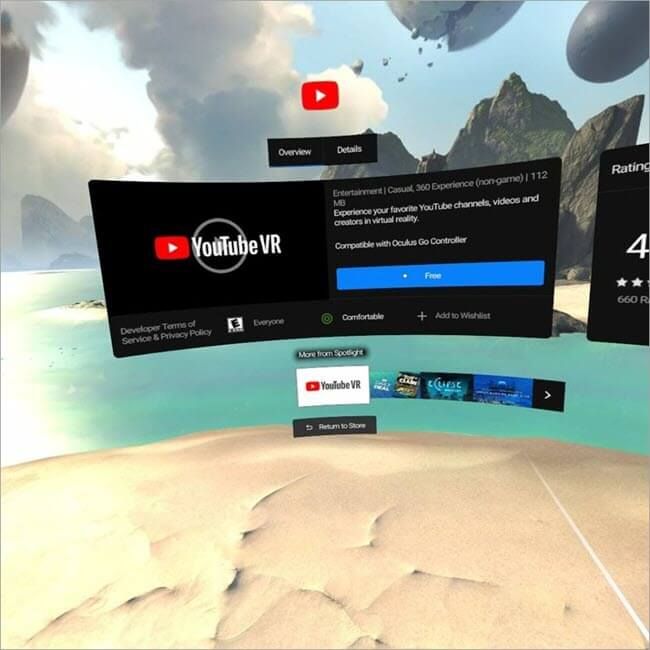 Overview
Details
Entertainment | Casual, 360 Experience (non-game) | 112
MB
Experience your favorite YouTube channels, videos and
creators in virtual reality.
Compatible with Oculus Go Controller
YouTube VR
Free
Developer Terms of
Service & Privacy Policy
E
Everyone
Comfortable
Add to Wishlist
Rating
4
660 Ra
More from Spotlight
YouTube VR
ECLIPSE
Return to Store